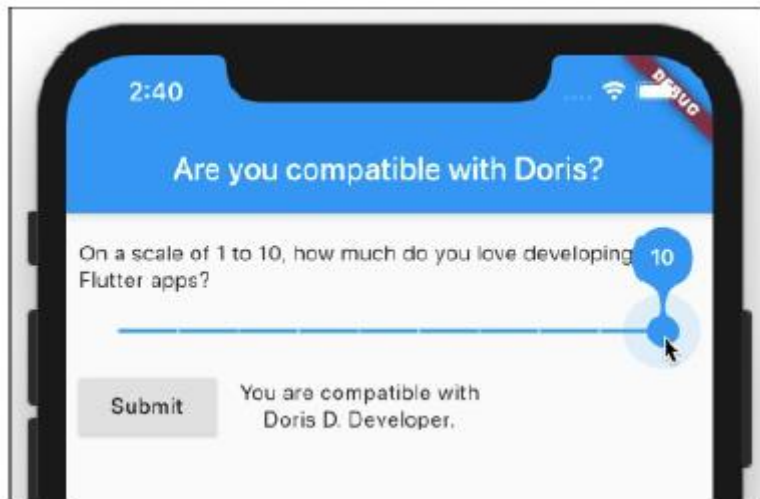 2:40
DEBUG
Are you compatible with Doris?
On a scale of 1 to 10, how much do you love developing
10
Flutter apps?
Submit
You are compatible with
Doris D. Developer.